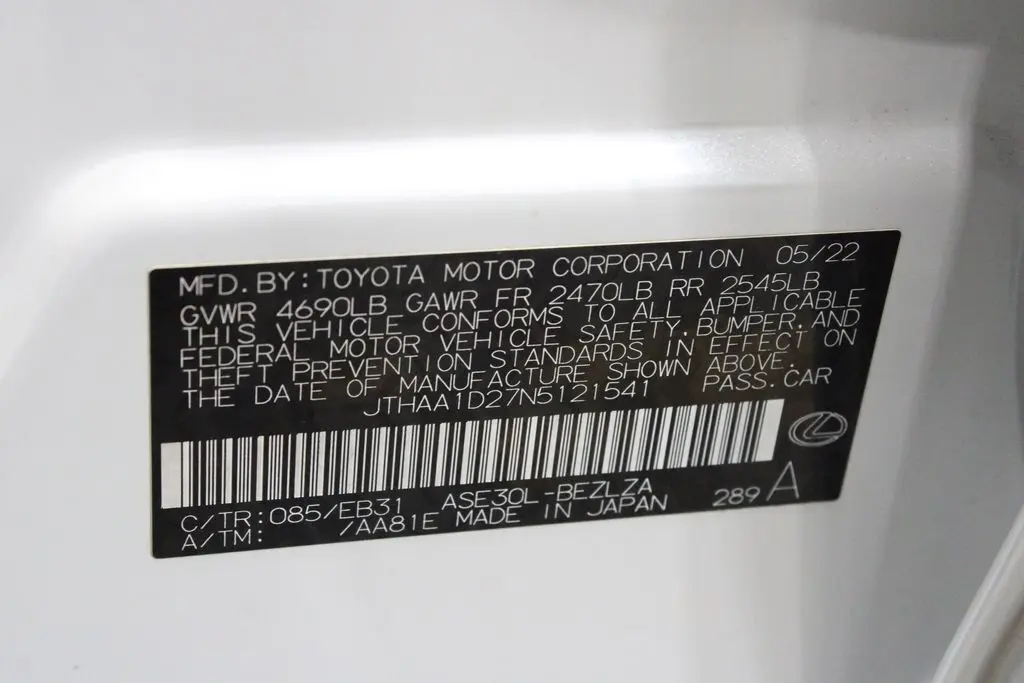 MFD. BY: TOYOTA MOTOR CORPORATION 05/22
GVWR 4690LB GAWR FR 2470LB RR 2545LB
THIS VEHICLE CONFORMS TO ALL APPLICABLE
FEDERAL MOTOR VEHICLE SAFETY, BUMPER, AND
THEFT PREVENTION STANDARDS IN EFFECT ON
THE DATE OF MANUFACTURE SHOWN ABOVE.
JTHAA1D27N5121541 PASS. CAR
C/TR: 085/EB31 ASE30L-BEZLZA 289 A
A/TM: /AA81E MADE IN JAPAN